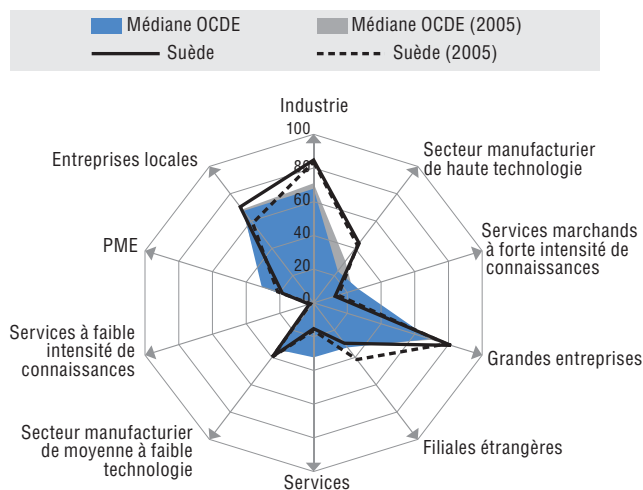 Médiane OCDE
Médiane OCDE (2005)
Suède
Suède (2005)
Industrie
100
80
60
40
20
0
Secteur manufacturier
de haute technologie
Services marchands
à forte intensité de
connaissances
Grandes entreprises
Filiales étrangères
Services
Secteur manufacturier
de moyenne à faible
technologie
Services à faible
intensité de
connaissances
PME
Entreprises locales